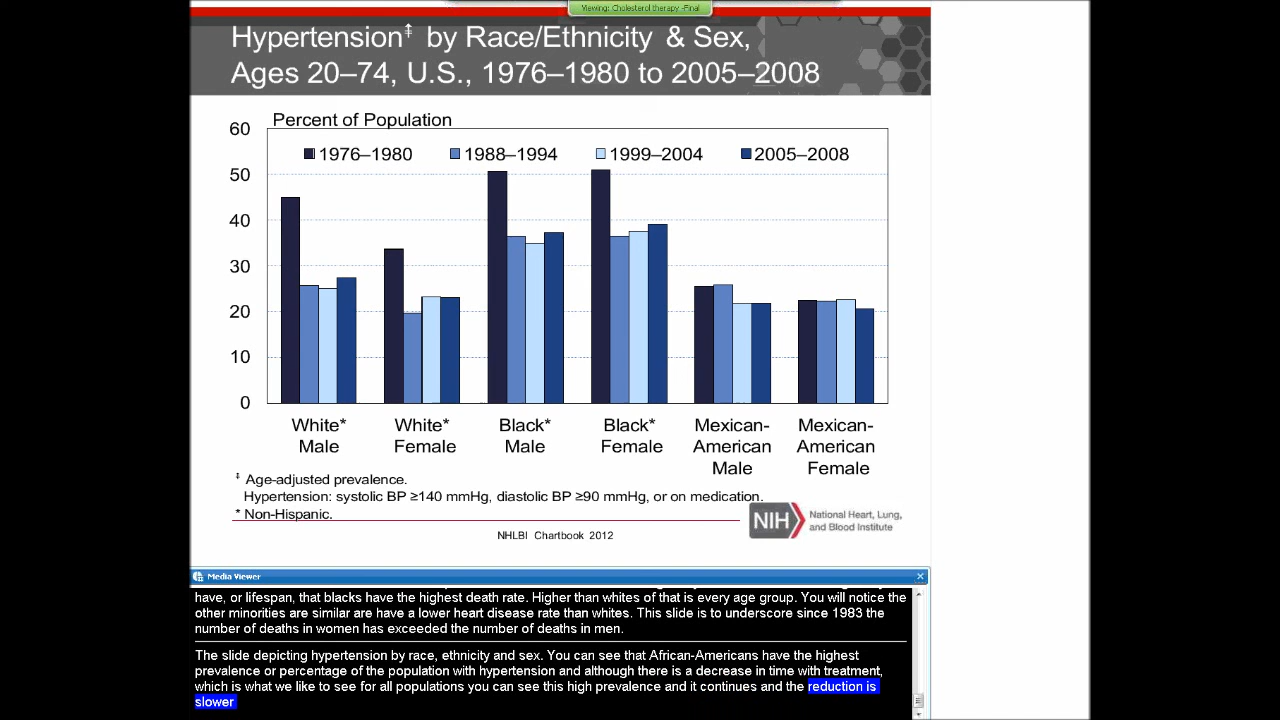 Viewing: Cholesterol therapy -Final
Hypertension‡ by Race/Ethnicity & Sex,
Ages 20–74, U.S., 1976–1980 to 2005–2008
Percent of Population
1976–1980 1988–1994 1999–2004 2005–2008
60
50
40
30
20
10
0
White* Male
White* Female
Black* Male
Black* Female
Mexican-American Male
Mexican-American Female
‡ Age-adjusted prevalence.
Hypertension: systolic BP ≥140 mmHg, diastolic BP ≥90 mmHg, or on medication.
* Non-Hispanic.
NIH National Heart, Lung,
and Blood Institute
NHLBI Chartbook 2012
Media Viewer
have, or lifespan, that blacks have the highest death rate. Higher than whites of that is every age group. You will notice the
other minorities are similar are have a lower heart disease rate than whites. This slide is to underscore since 1983 the
number of deaths in women has exceeded the number of deaths in men.
The slide depicting hypertension by race, ethnicity and sex. You can see that African-Americans have the highest
prevalence or percentage of the population with hypertension and although there is a decrease in time with treatment,
which is what we like to see for all populations you can see this high prevalence and it continues and the reduction is
slower